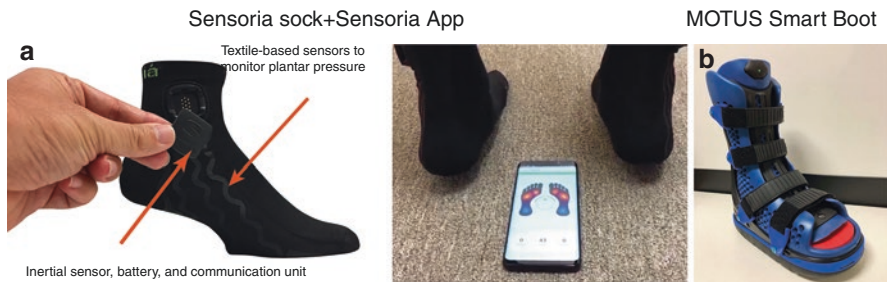 Sensoria sock+Sensoria App
MOTUS Smart Boot
a
Textile-based sensors to
monitor plantar pressure
b
Inertial sensor, battery, and communication unit